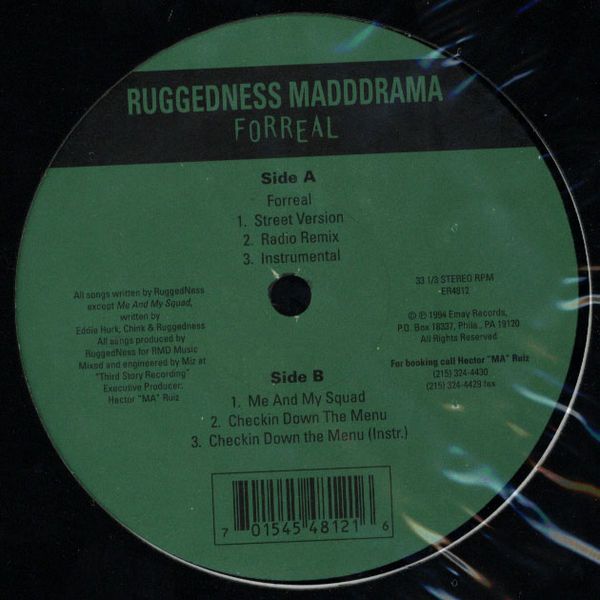 RUGGEDNESS MADDDRAMA
FORREAL
Side A
Forreal
1. Street Version
2. Radio Remix
3. Instrumental
All songs written by RuggedNess
except Me And My Squad,
written by
Eddie Hurk, Chink & Ruggedness
All songs produced by
RuggedNess for RMD Music
Mixed and engineered by Miz at
"Third Story Recording"
Executive Producer:
Hector "MA" Ruiz
33 1/3 STEREO RPM
ER4812
© ℗ 1994 Emay Records,
P.O. Box 18337, Phila., PA 19120
All Rights Reserved
For booking call Hector "MA" Ruiz
(215) 324-4430
(215) 324-4429 fax
Side B
1. Me And My Squad
2. Checkin Down The Menu
3. Checkin Down the Menu (Instr.)
7 01545 48121 6